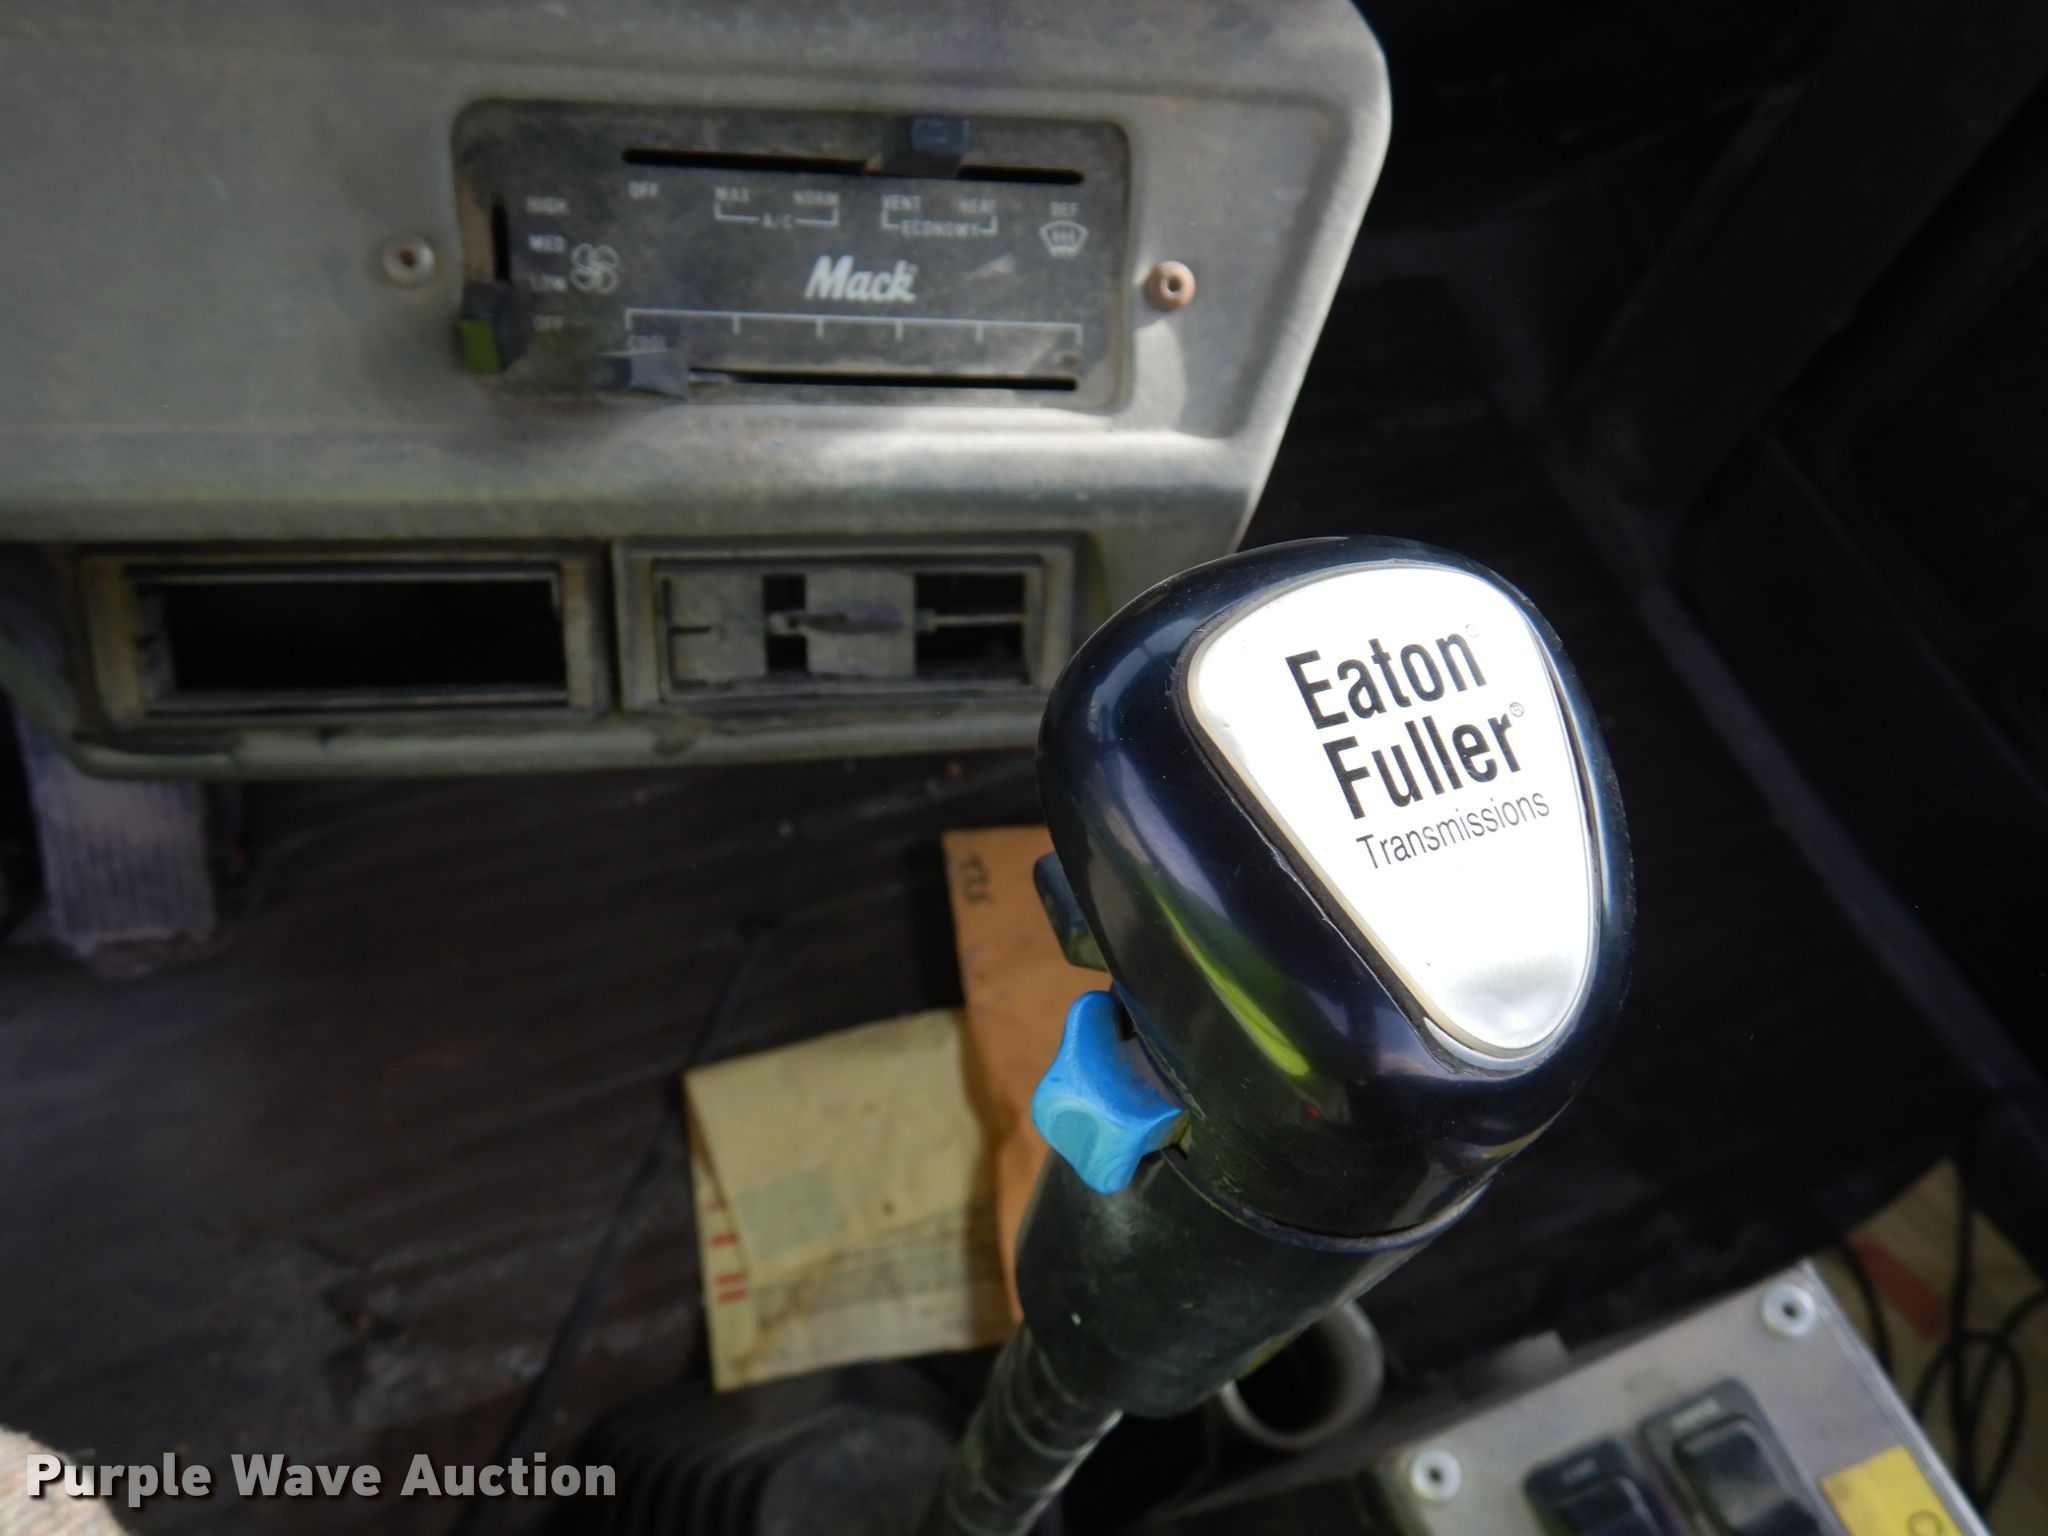 OFF MAX NORM VENT HEAT DEF
A/C ECONOMY
HIGH
MED
LOW
OFF
Mack
COOL
Eaton
Fuller®
Transmissions
Purple Wave Auction